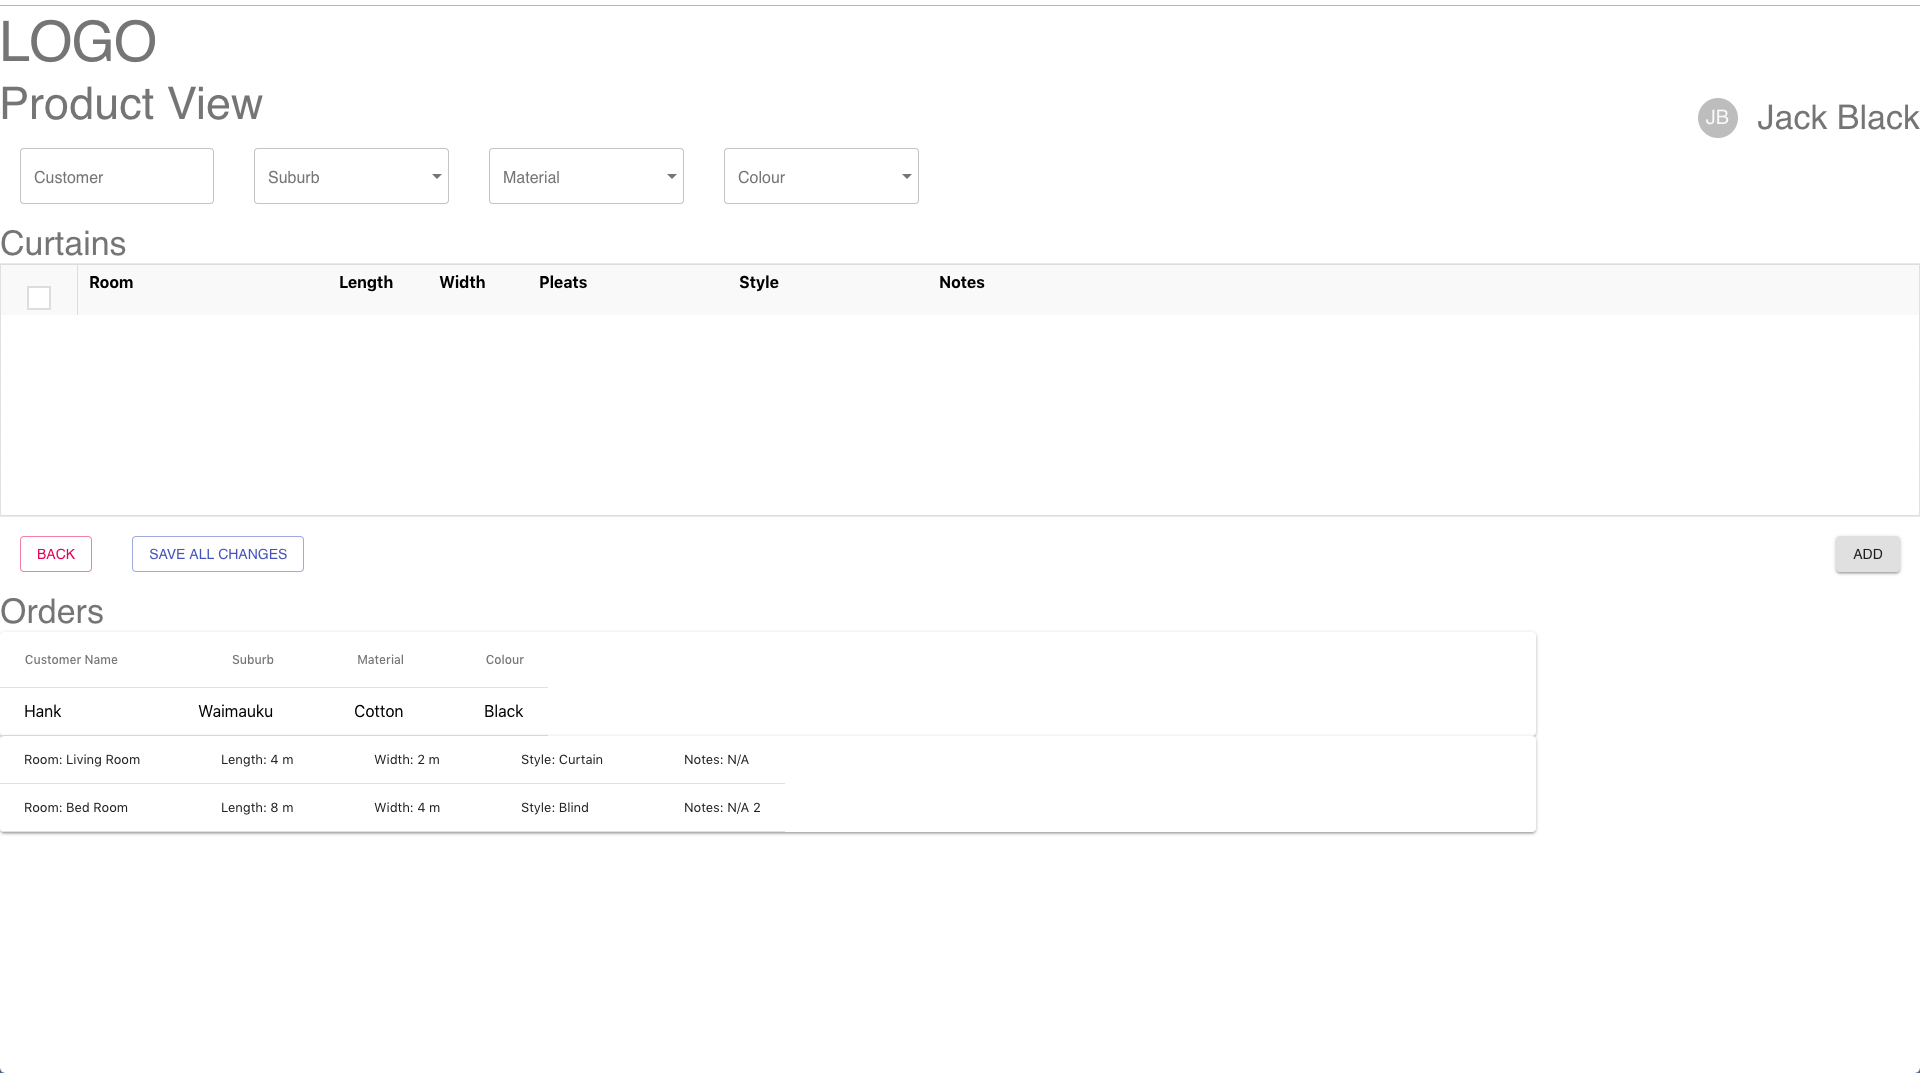 LOGO
Product View
JB Jack Black
Customer Suburb Material Colour
Curtains
Room Length Width Pleats Style Notes
BACK SAVE ALL CHANGES ADD
Orders
Customer Name Suburb Material Colour
Hank Waimauku Cotton Black
Room: Living Room Length: 4 m Width: 2 m Style: Curtain Notes: N/A
Room: Bed Room Length: 8 m Width: 4 m Style: Blind Notes: N/A 2